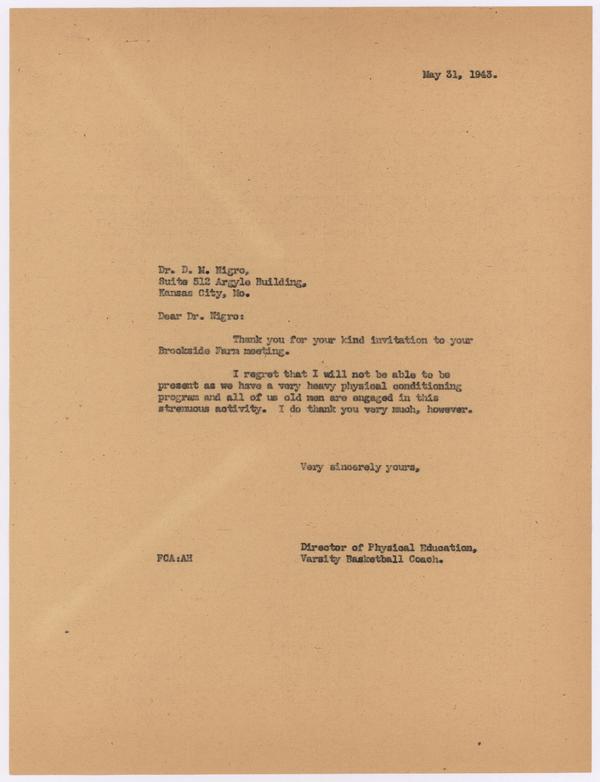 May 31, 1943.
Dr. D. M. Nigro,
Suite 512 Argyle Building,
Kansas City, Mo.
Dear Dr. Nigro:
Thank you for your kind invitation to your
Brookside Farm meeting.
I regret that I will not be able to be
present as we have a very heavy physical conditioning
program and all of us old men are engaged in this
strenuous activity. I do thank you very much, however.
Very sincerely yours,
Director of Physical Education,
FCA:AH Varsity Basketball Coach.